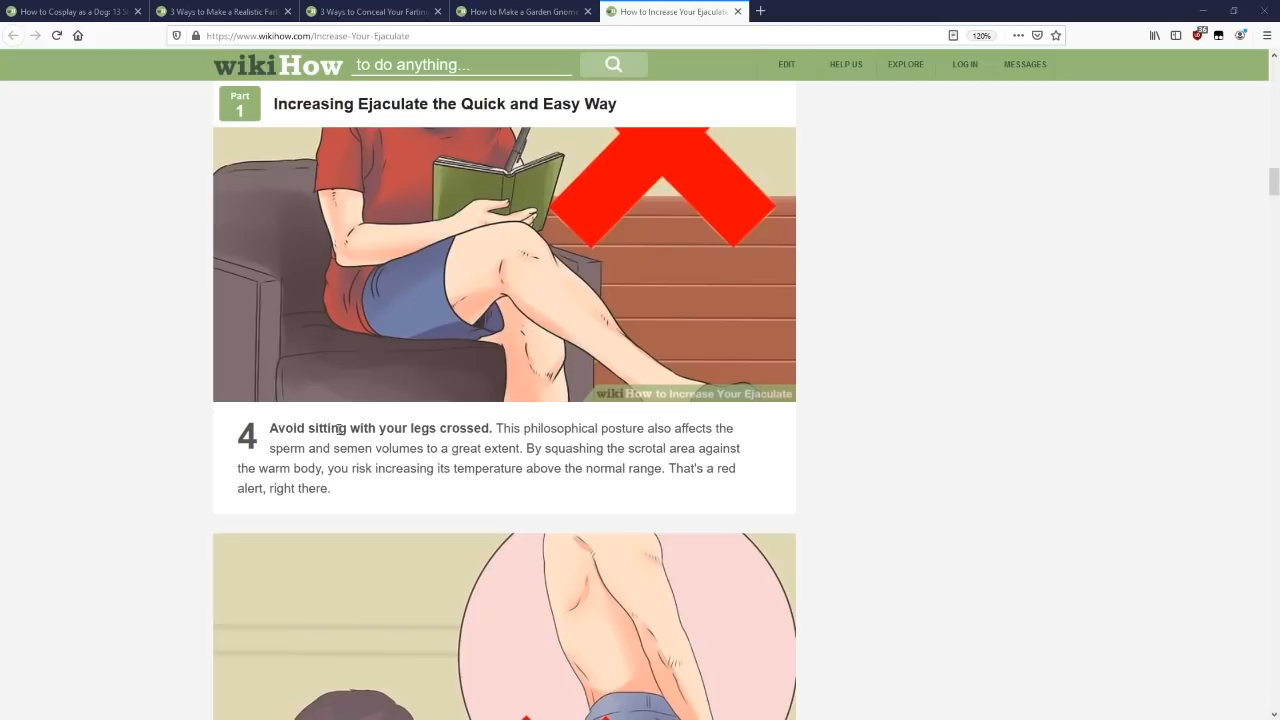 How to Cosplay as a Dog: 13 S
3 Ways to Make a Realistic Fart
3 Ways to Conceal Your Farting
How to Make a Garden Gnome
How to Increase Your Ejaculate
https://www.wikihow.com/Increase-Your-Ejaculate
120%
36
wikiHow to do anything...
EDIT
HELP US
EXPLORE
LOG IN
MESSAGES
Part
1
Increasing Ejaculate the Quick and Easy Way
wikiHow to Increase Your Ejaculate
4 Avoid sitting with your legs crossed. This philosophical posture also affects the
sperm and semen volumes to a great extent. By squashing the scrotal area against
the warm body, you risk increasing its temperature above the normal range. That's a red
alert, right there.